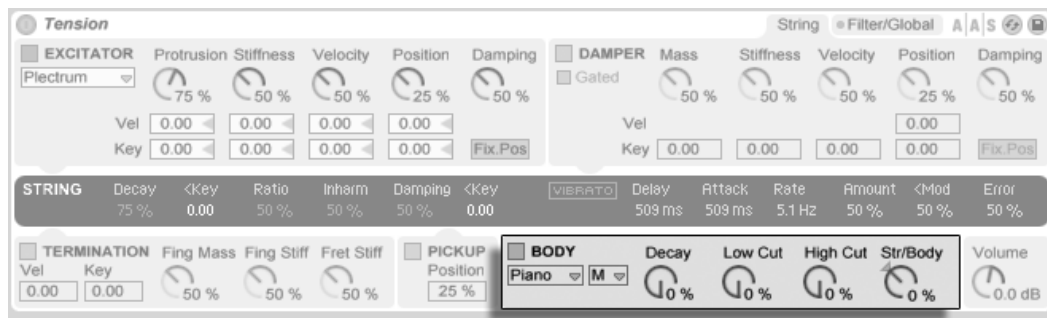 Tension String Filter/Global A A S
EXCITATOR Protrusion Stiffness Velocity Position Damping
Plectrum
75 % 50 % 50 % 25 % 50 %
Vel 0.00 0.00 0.00 0.00
Key 0.00 0.00 0.00 0.00 Fix.Pos
DAMPER Mass Stiffness Velocity Position Damping
Gated
50 % 50 % 50 % 25 % 50 %
Vel 0.00
Key 0.00 0.00 0.00 0.00 Fix.Pos
STRING Decay <Key Ratio Inharm Damping <Key VIBRATO Delay Attack Rate Amount <Mod Error
75 % 0.00 50 % 50 % 50 % 0.00 509 ms 509 ms 5.1 Hz 50 % 50 % 50 %
TERMINATION Fing Mass Fing Stiff Fret Stiff
Vel Key
0.00 0.00 50 % 50 % 50 %
PICKUP
Position
25 %
BODY Decay Low Cut High Cut Str/Body
Piano M
0 % 0 % 0 % 0 %
Volume
0.0 dB